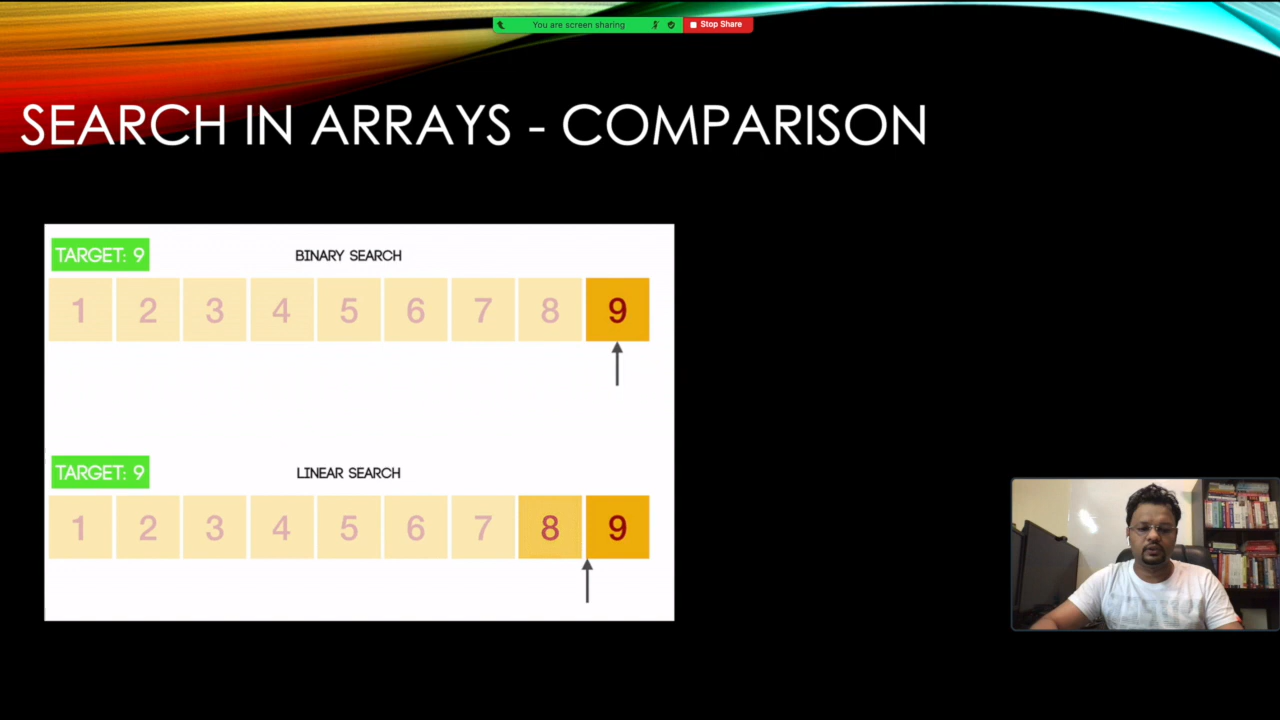 You are screen sharing
Stop Share
SEARCH IN ARRAYS - COMPARISON
TARGET: 9
BINARY SEARCH
1 2 3 4 5 6 7 8 9
TARGET: 9
LINEAR SEARCH
1 2 3 4 5 6 7 8 9